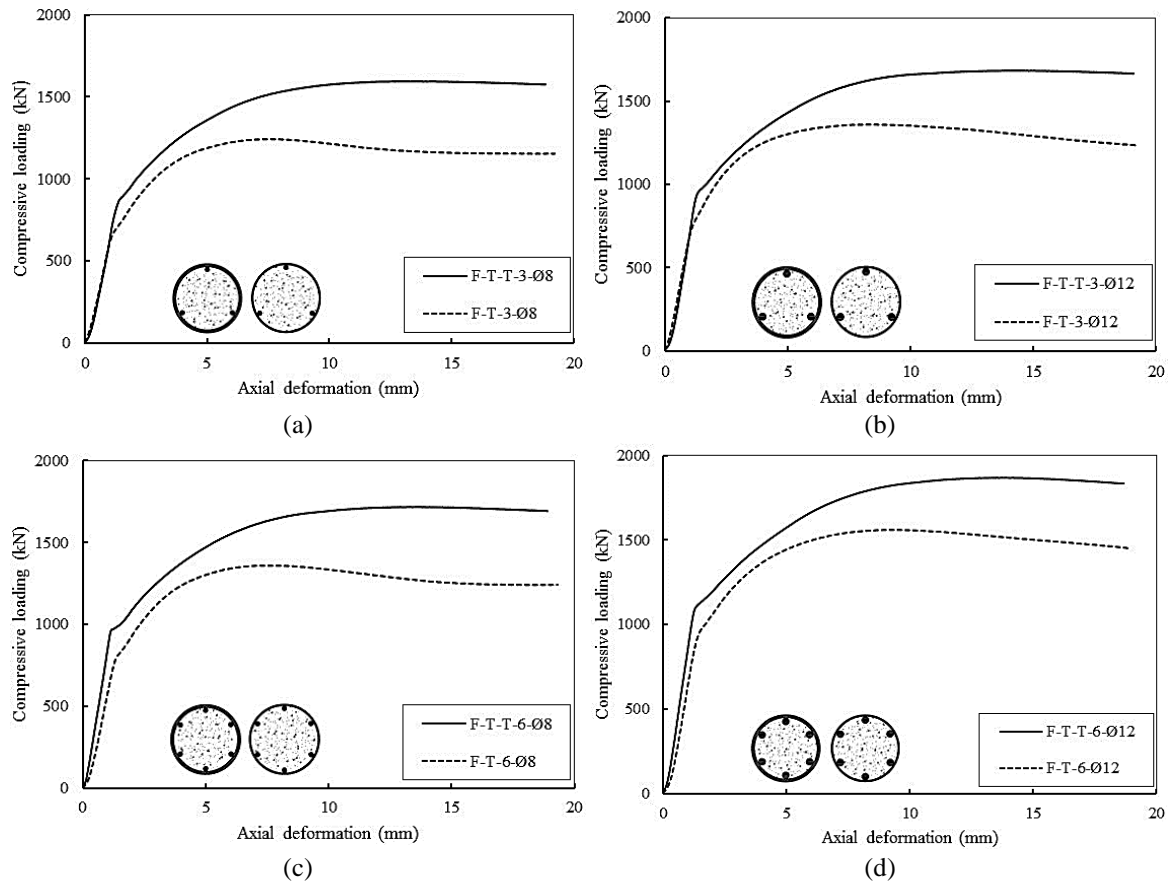 2000
1500
1000
500
0
Compressive loading (kN)
F-T-T-3-Ø8
F-T-3-Ø8
0 5 10 15 20
Axial deformation (mm)
(a)
2000
1500
1000
500
0
Compressive loading (kN)
F-T-T-3-Ø12
F-T-3-Ø12
0 5 10 15 20
Axial deformation (mm)
(b)
2000
1500
1000
500
0
Compressive loading (kN)
F-T-T-6-Ø8
F-T-6-Ø8
0 5 10 15 20
Axial deformation (mm)
(c)
2000
1500
1000
500
0
Compressive loading (kN)
F-T-T-6-Ø12
F-T-6-Ø12
0 5 10 15 20
Axial deformation (mm)
(d)